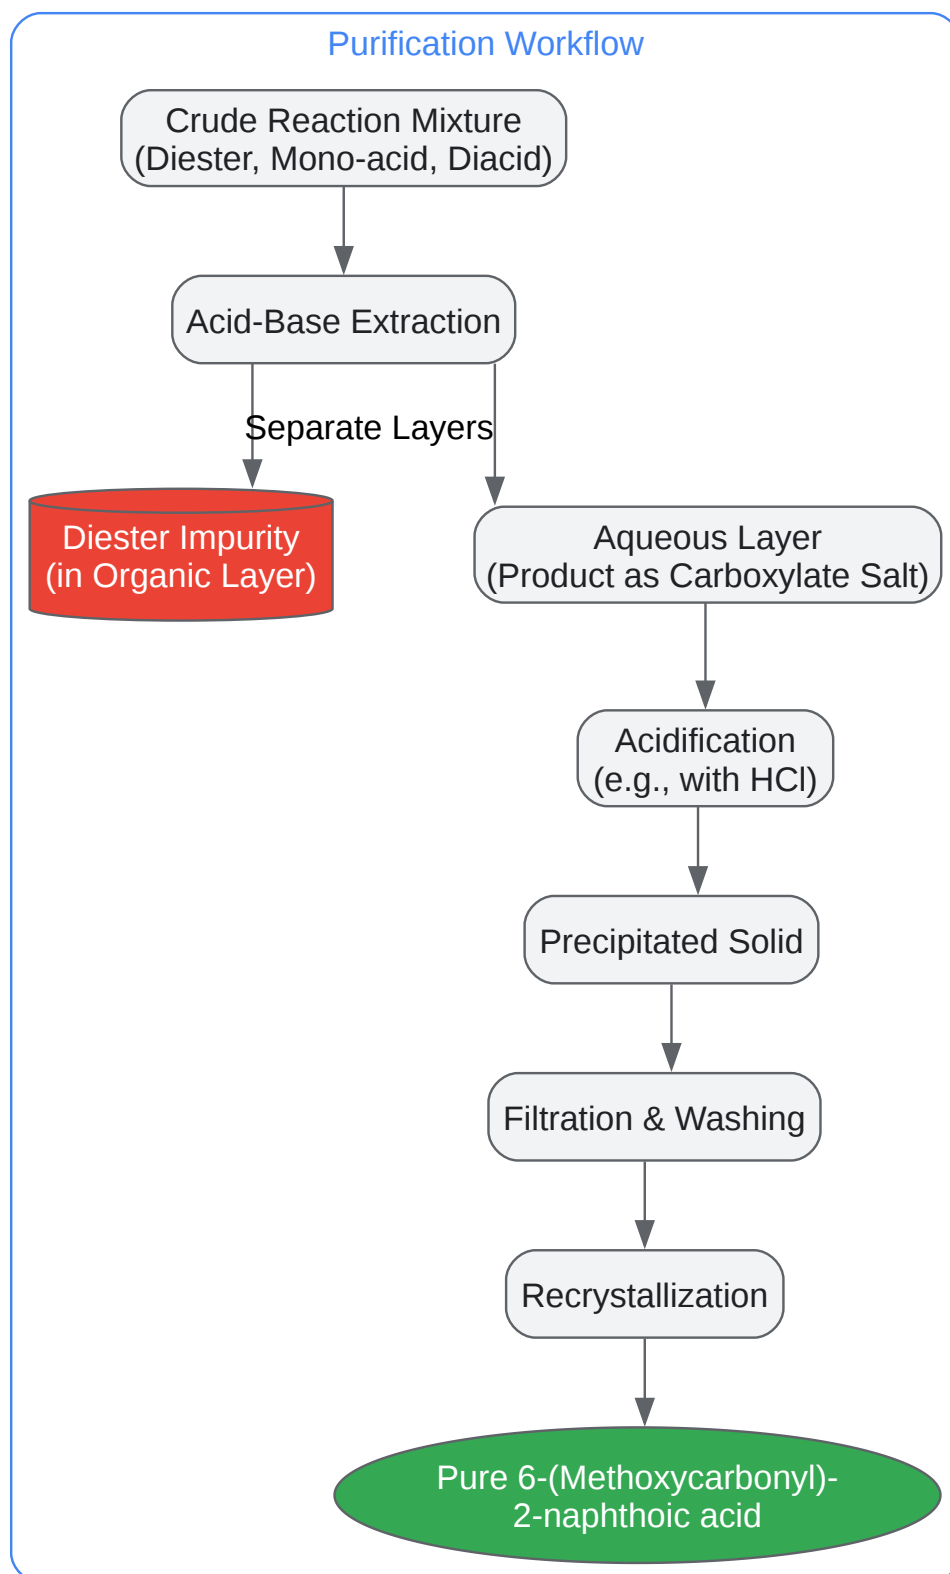 Purification Workflow
Crude Reaction Mixture
(Diester, Mono-acid, Diacid)
Acid-Base Extraction
Separate Layers
Diester Impurity
(in Organic Layer)
Aqueous Layer
(Product as Carboxylate Salt)
Acidification
(e.g., with HCl)
Precipitated Solid
Filtration & Washing
Recrystallization
Pure 6-(Methoxycarbonyl)-
2-naphthoic acid